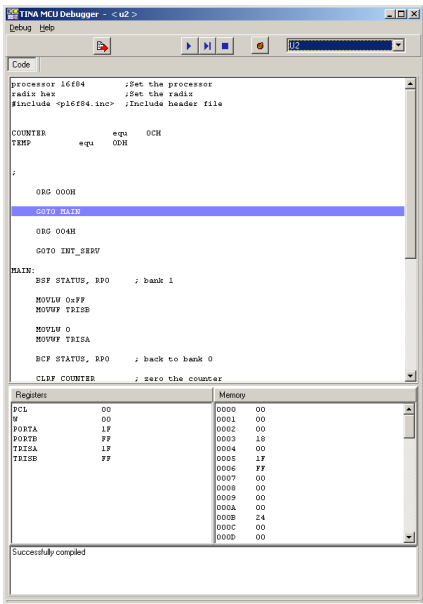 TINA MCU Debugger - < u2 >
Debug Help
U2
Code
processor 16f84 ;Set the processor
radix hex ;Set the radix
#include <p16f84.inc> ;Include header file
COUNTER equ 0CH
TEMP equ 0DH
;
ORG 000H
GOTO MAIN
ORG 004H
GOTO INT_SERV
MAIN:
BSF STATUS, RP0 ; bank 1
MOVLW 0xFF
MOVWF TRISB
MOVLW 0
MOVWF TRISA
BCF STATUS, RP0 ; back to bank 0
CLRF COUNTER ; zero the counter
Registers Memory
PCL 00 0000 00
W 00 0001 00
PORTA 1F 0002 00
PORTB FF 0003 18
TRISA 1F 0004 00
TRISB FF 0005 1F
0006 FF
0007 00
0008 00
0009 00
000A 00
000B 24
000C 00
000D 00
Successfully compiled